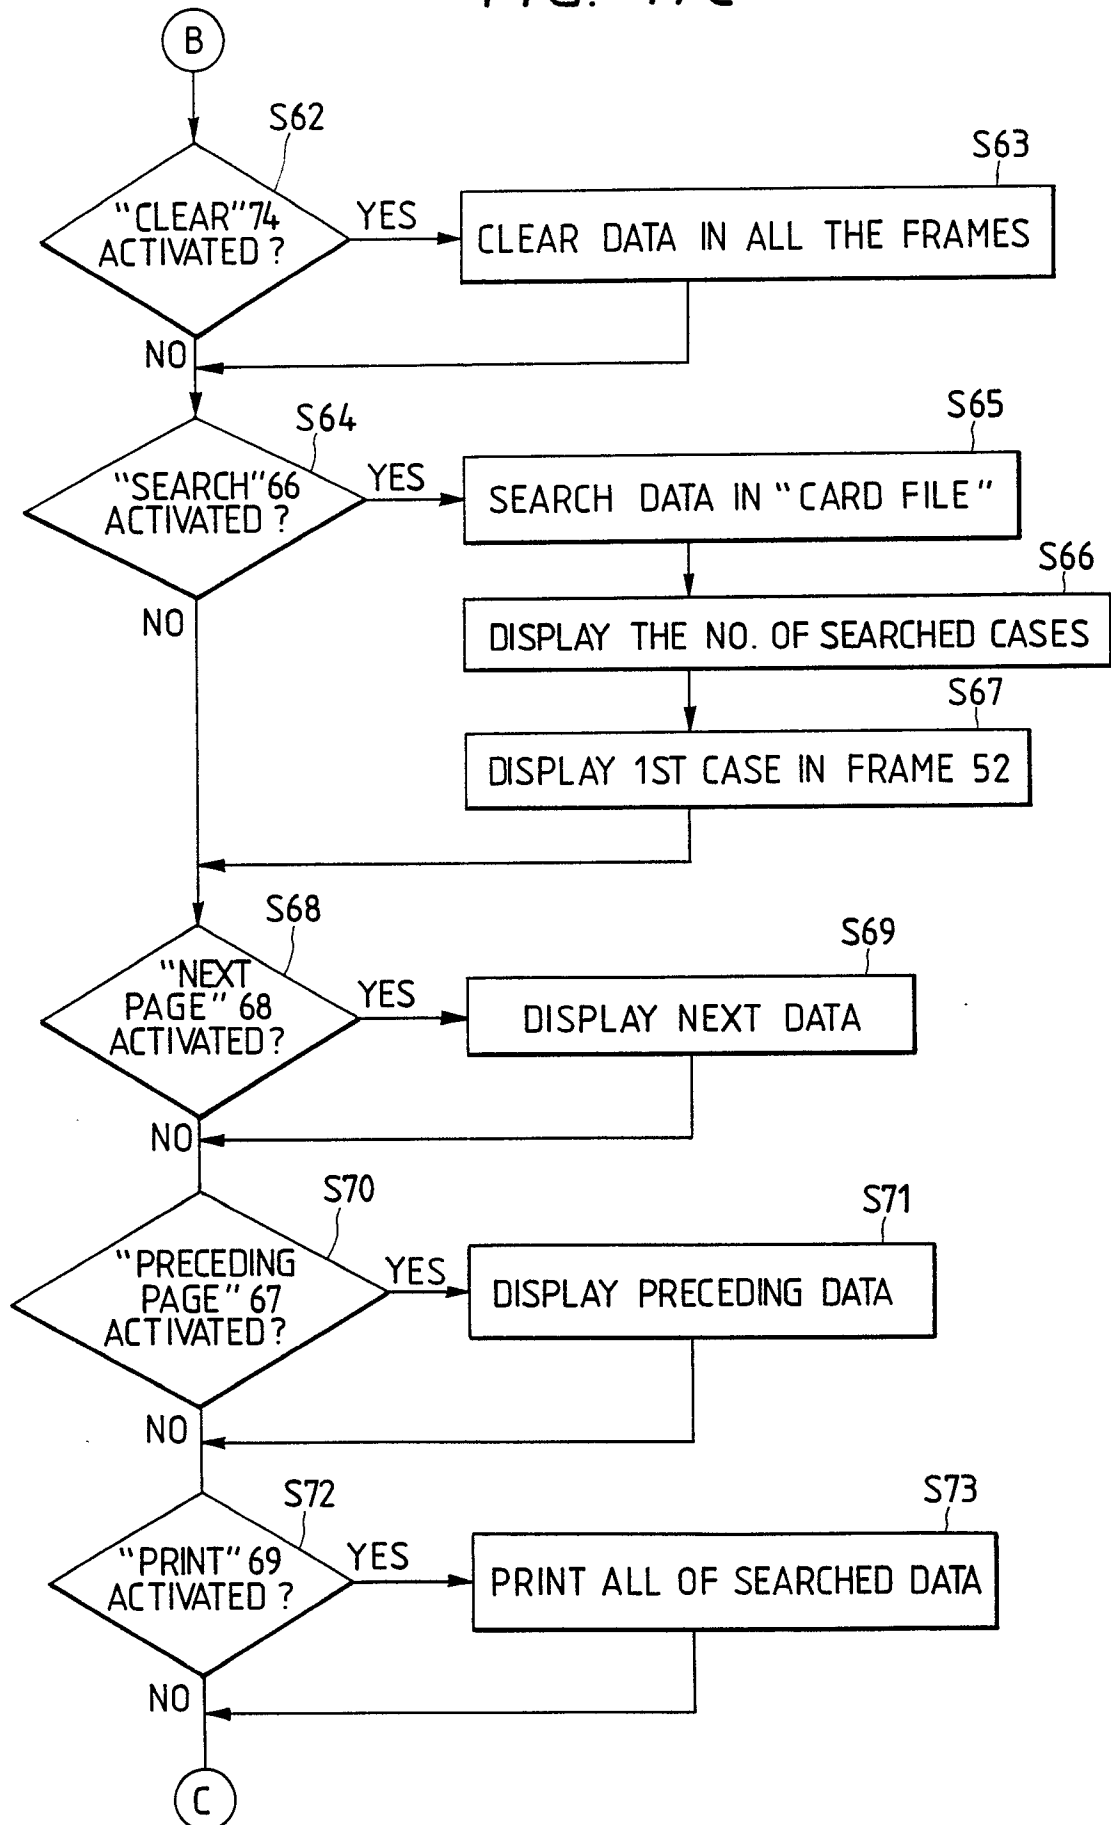 B
S62
"CLEAR"74
ACTIVATED ?
YES
S63
CLEAR DATA IN ALL THE FRAMES
NO
S64
"SEARCH"66
ACTIVATED ?
YES
S65
SEARCH DATA IN "CARD FILE"
S66
DISPLAY THE NO. OF SEARCHED CASES
S67
DISPLAY 1ST CASE IN FRAME 52
NO
S68
"NEXT
PAGE" 68
ACTIVATED?
YES
S69
DISPLAY NEXT DATA
NO
S70
"PRECEDING
PAGE" 67
ACTIVATED?
YES
S71
DISPLAY PRECEDING DATA
NO
S72
"PRINT" 69
ACTIVATED ?
YES
S73
PRINT ALL OF SEARCHED DATA
NO
C